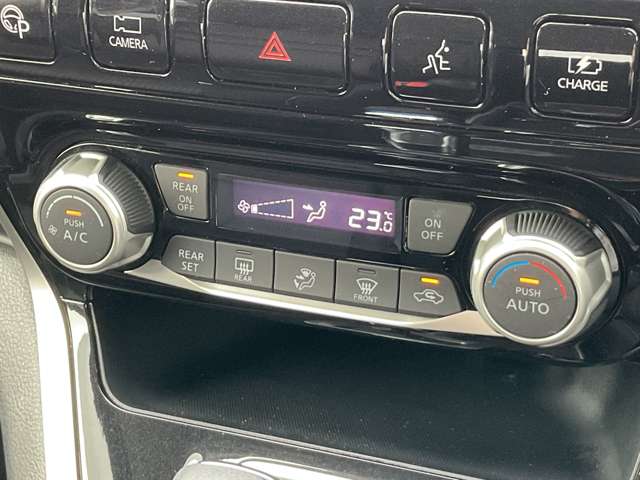 P
CAMERA
CHARGE
REAR
ON
OFF
23.0 ℃
ON
OFF
PUSH
A/C
REAR
SET
REAR
FRONT
PUSH
AUTO